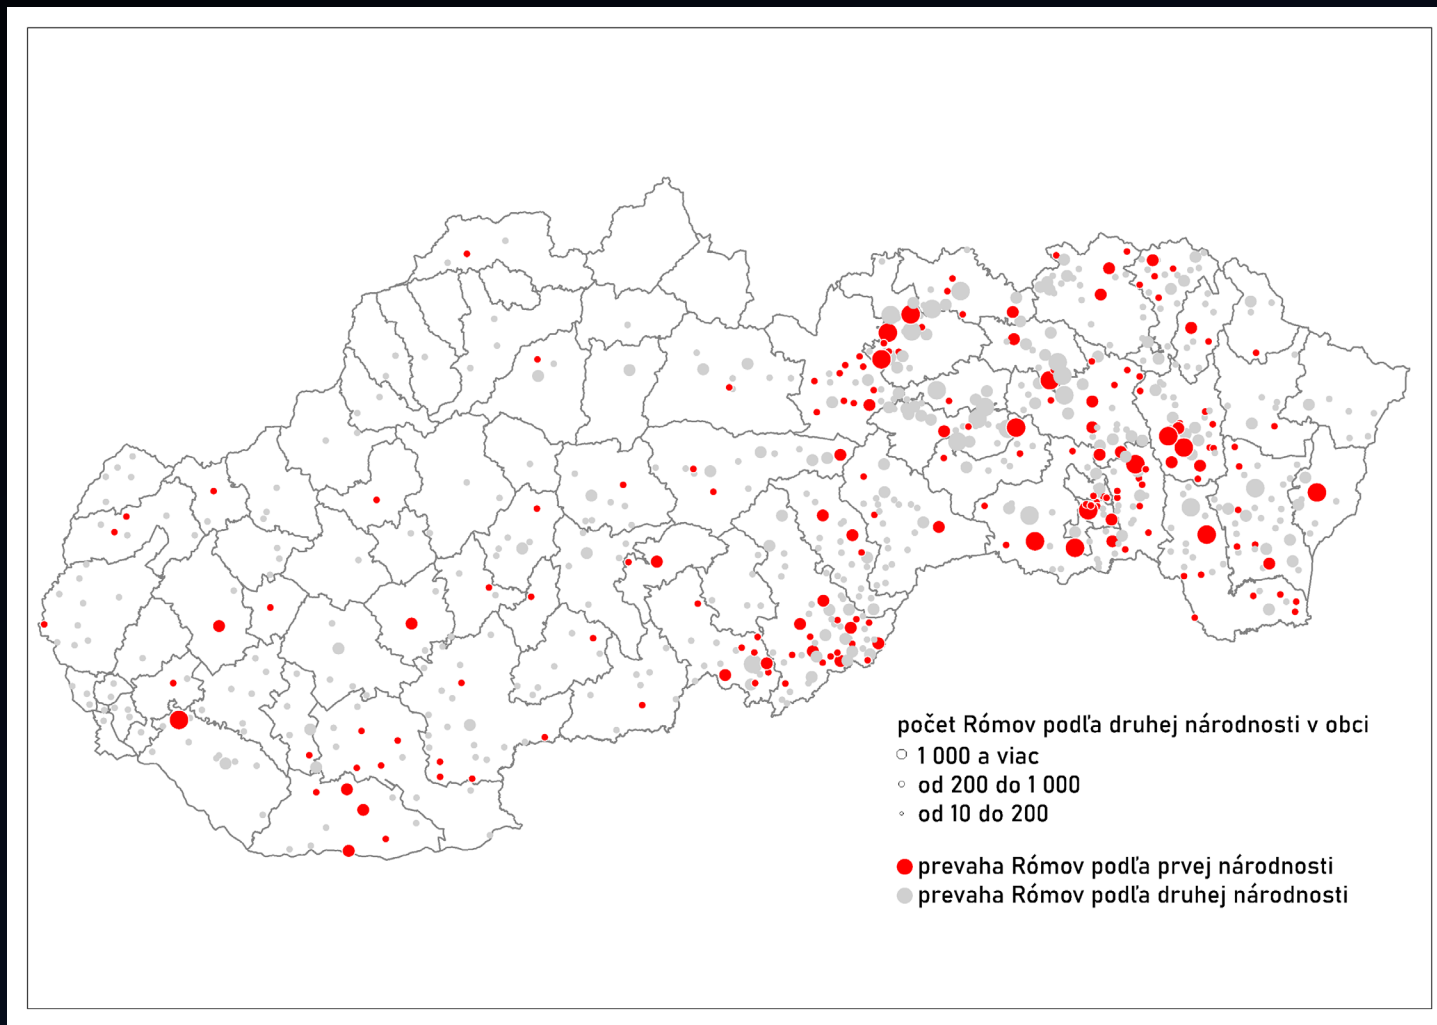 počet Rómov podľa druhej národnosti v obci
1 000 a viac
od 200 do 1 000
od 10 do 200
prevaha Rómov podľa prvej národnosti
prevaha Rómov podľa druhej národnosti